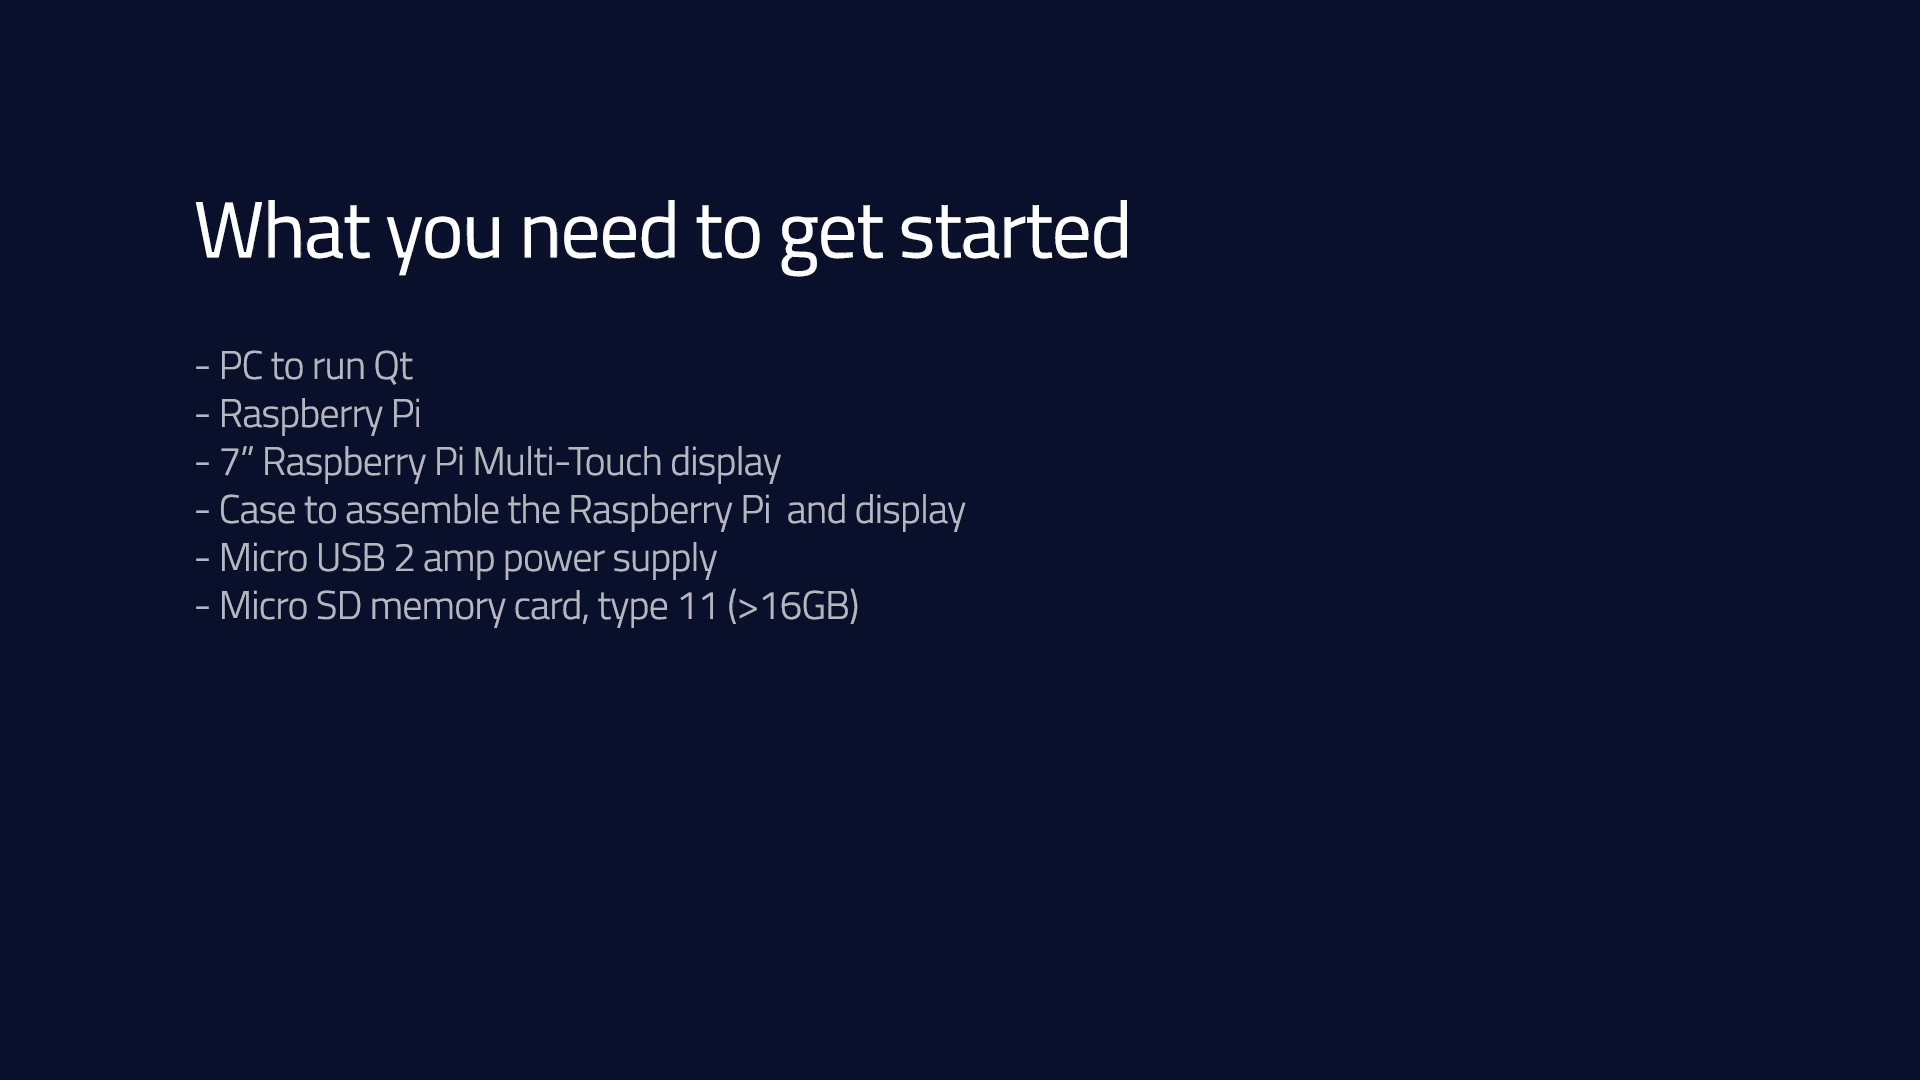 What you need to get started
- PC to run Qt
- Raspberry Pi
- 7” Raspberry Pi Multi-Touch display
- Case to assemble the Raspberry Pi  and display
- Micro USB 2 amp power supply
- Micro SD memory card, type 11 (>16GB)